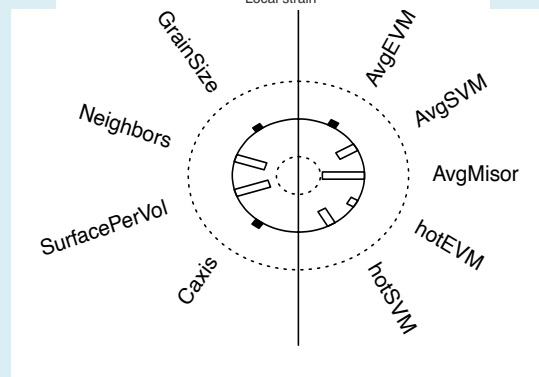 Local strain
GrainSize
AvgEVM
Neighbors
AvgSVM
AvgMisor
SurfacePerVol
hotEVM
Caxis
hotSVM